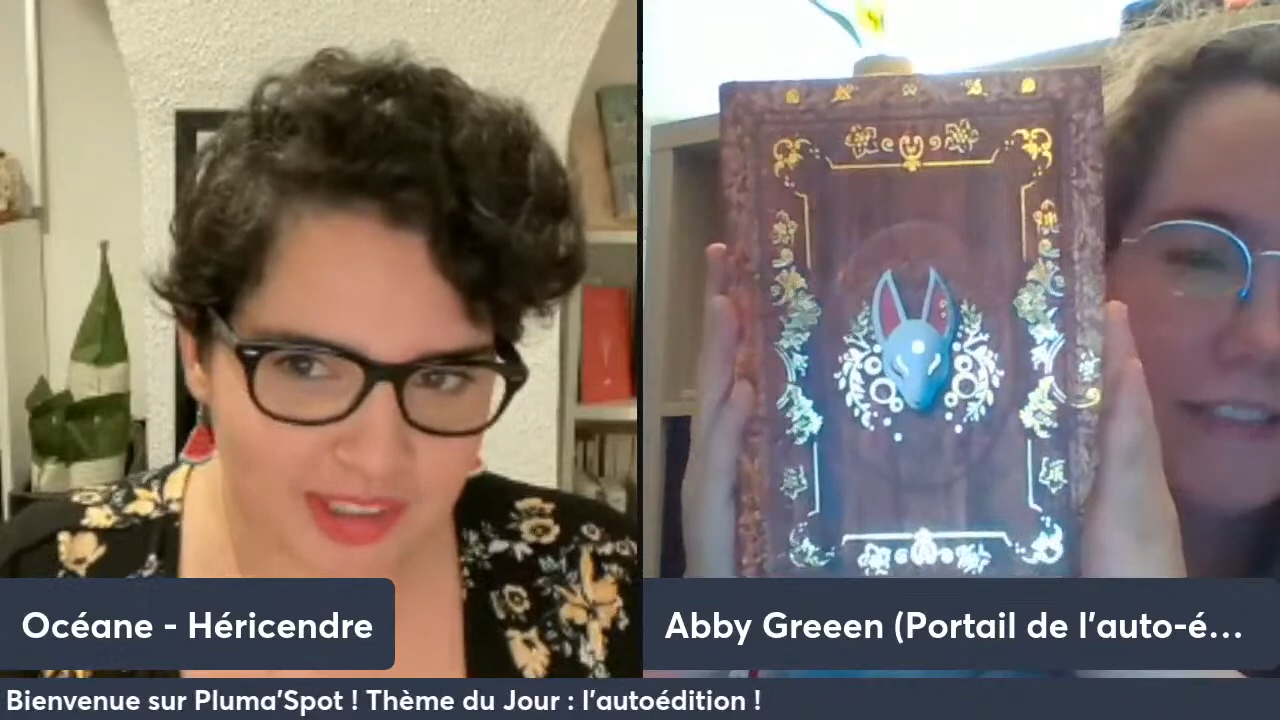 Océane - Héricendre
Abby Greeen (Portail de l'auto-é...
Bienvenue sur Pluma'Spot ! Thème du Jour : l'autoédition !